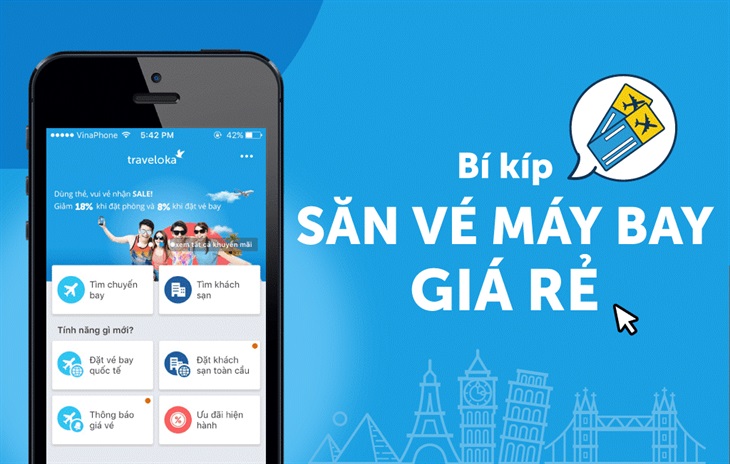 VinaPhone 5:42 PM 42%
traveloka
Dùng thẻ, vui vẻ nhận SALE!
Giảm 18% khi đặt phòng và 8% khi đặt vé bay
xem tất cả khuyến mãi
Tìm chuyến bay
Tìm khách sạn
Tính năng gì mới?
Đặt vé bay quốc tế
Đặt khách sạn toàn cầu
Thông báo giá vé
Ưu đãi hiện hành
Bí kíp
SĂN VÉ MÁY BAY
GIÁ RẺ